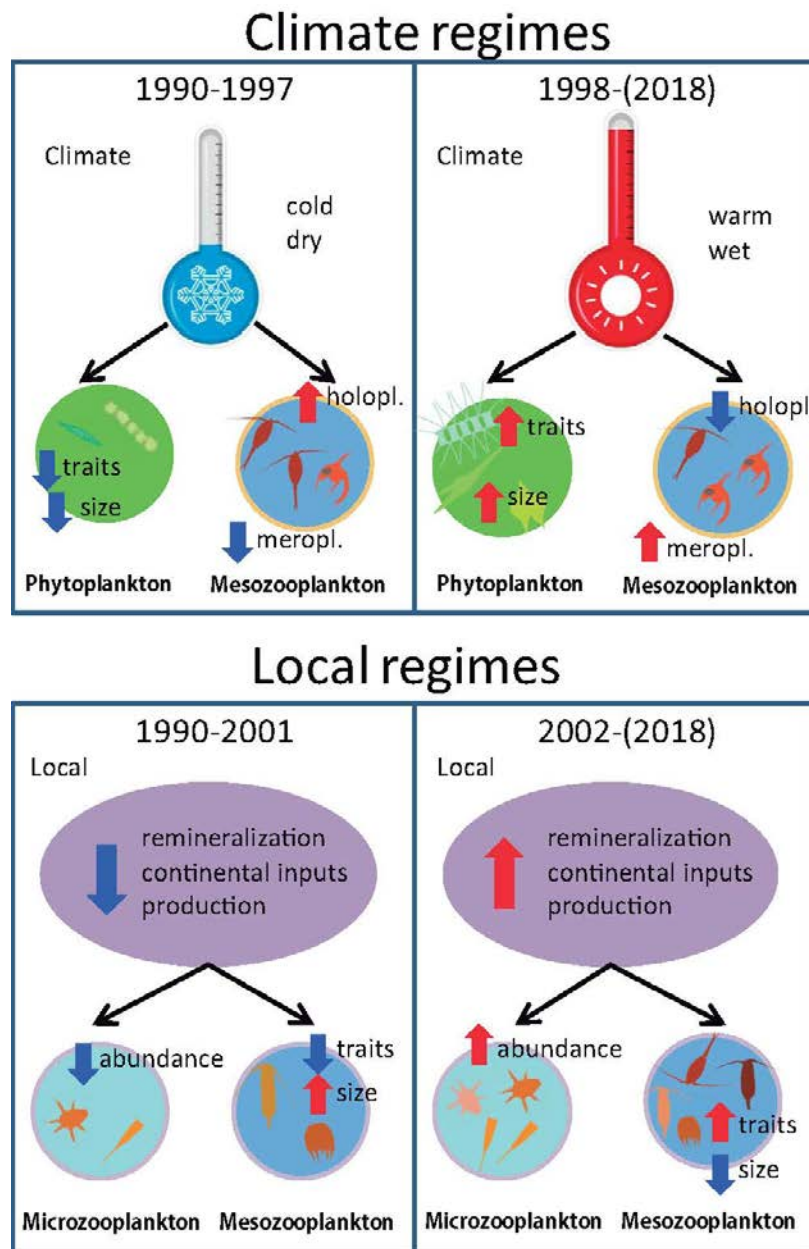 Climate regimes
1990-1997
Climate
cold
dry
holopl.
traits
size
meropl.
Phytoplankton
Mesozooplankton
1998-(2018)
Climate
warm
wet
traits
holopl
size
meropl.
Phytoplankton
Mesozooplankton
Local regimes
1990-2001
Local
remineralization
continental inputs
production
abundance
traits
size
Microzooplankton
Mesozooplankton
2002-(2018)
Local
remineralization
continental inputs
production
abundance
traits
size
Microzooplankton
Mesozooplankton